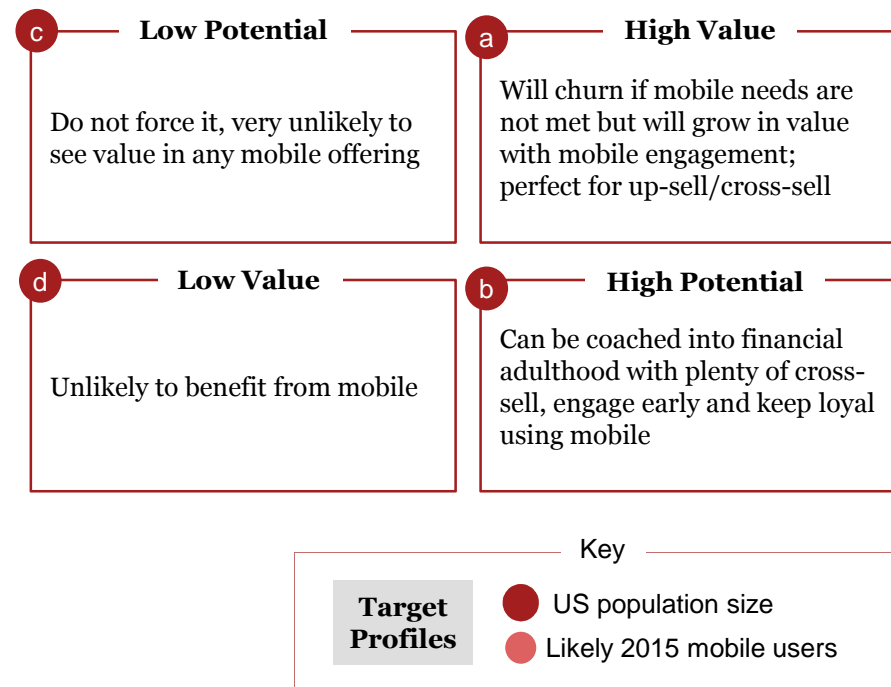 c
Low Potential
Do not force it, very unlikely to
see value in any mobile offering
a
High Value
Will churn if mobile needs are
not met but will grow in value
with mobile engagement;
perfect for up-sell/cross-sell
d
Low Value
Unlikely to benefit from mobile
b
High Potential
Can be coached into financial
adulthood with plenty of cross-
sell, engage early and keep loyal
using mobile
Key
Target
Profiles
US population size
Likely 2015 mobile users